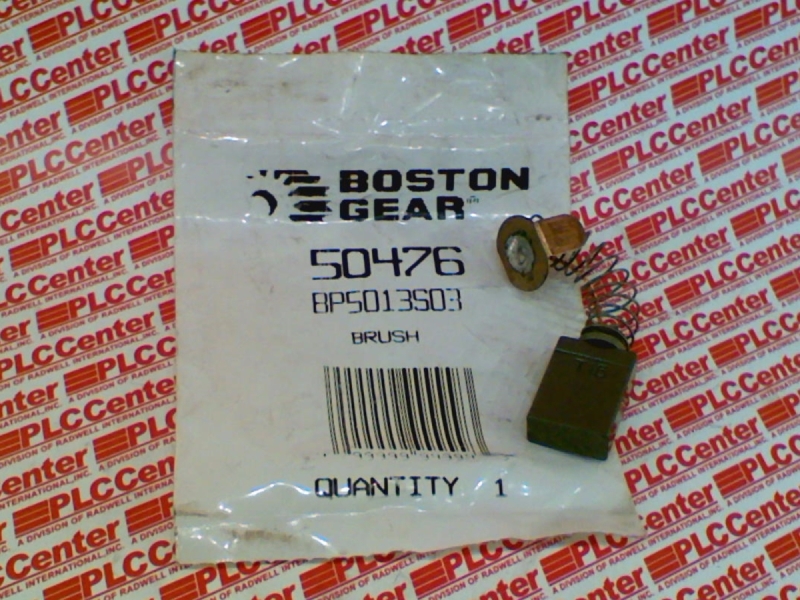 BOSTON
GEAR
50476
BP5013S03
BRUSH
QUANTITY 1
T/B
PLCCenter
A DIVISION OF RADWELL INTERNATIONAL, INC.